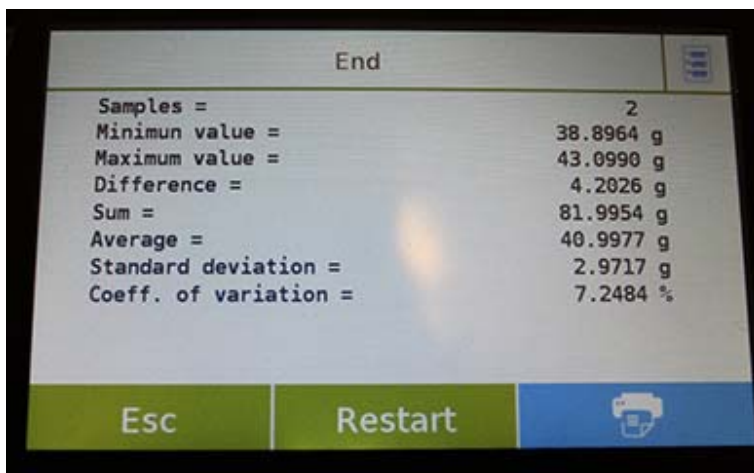 End
Samples = 2
Minimun value = 38.8964 g
Maximum value = 43.0990 g
Difference = 4.2026 g
Sum = 81.9954 g
Average = 40.9977 g
Standard deviation = 2.9717 g
Coeff. of variation = 7.2484 %
Esc Restart